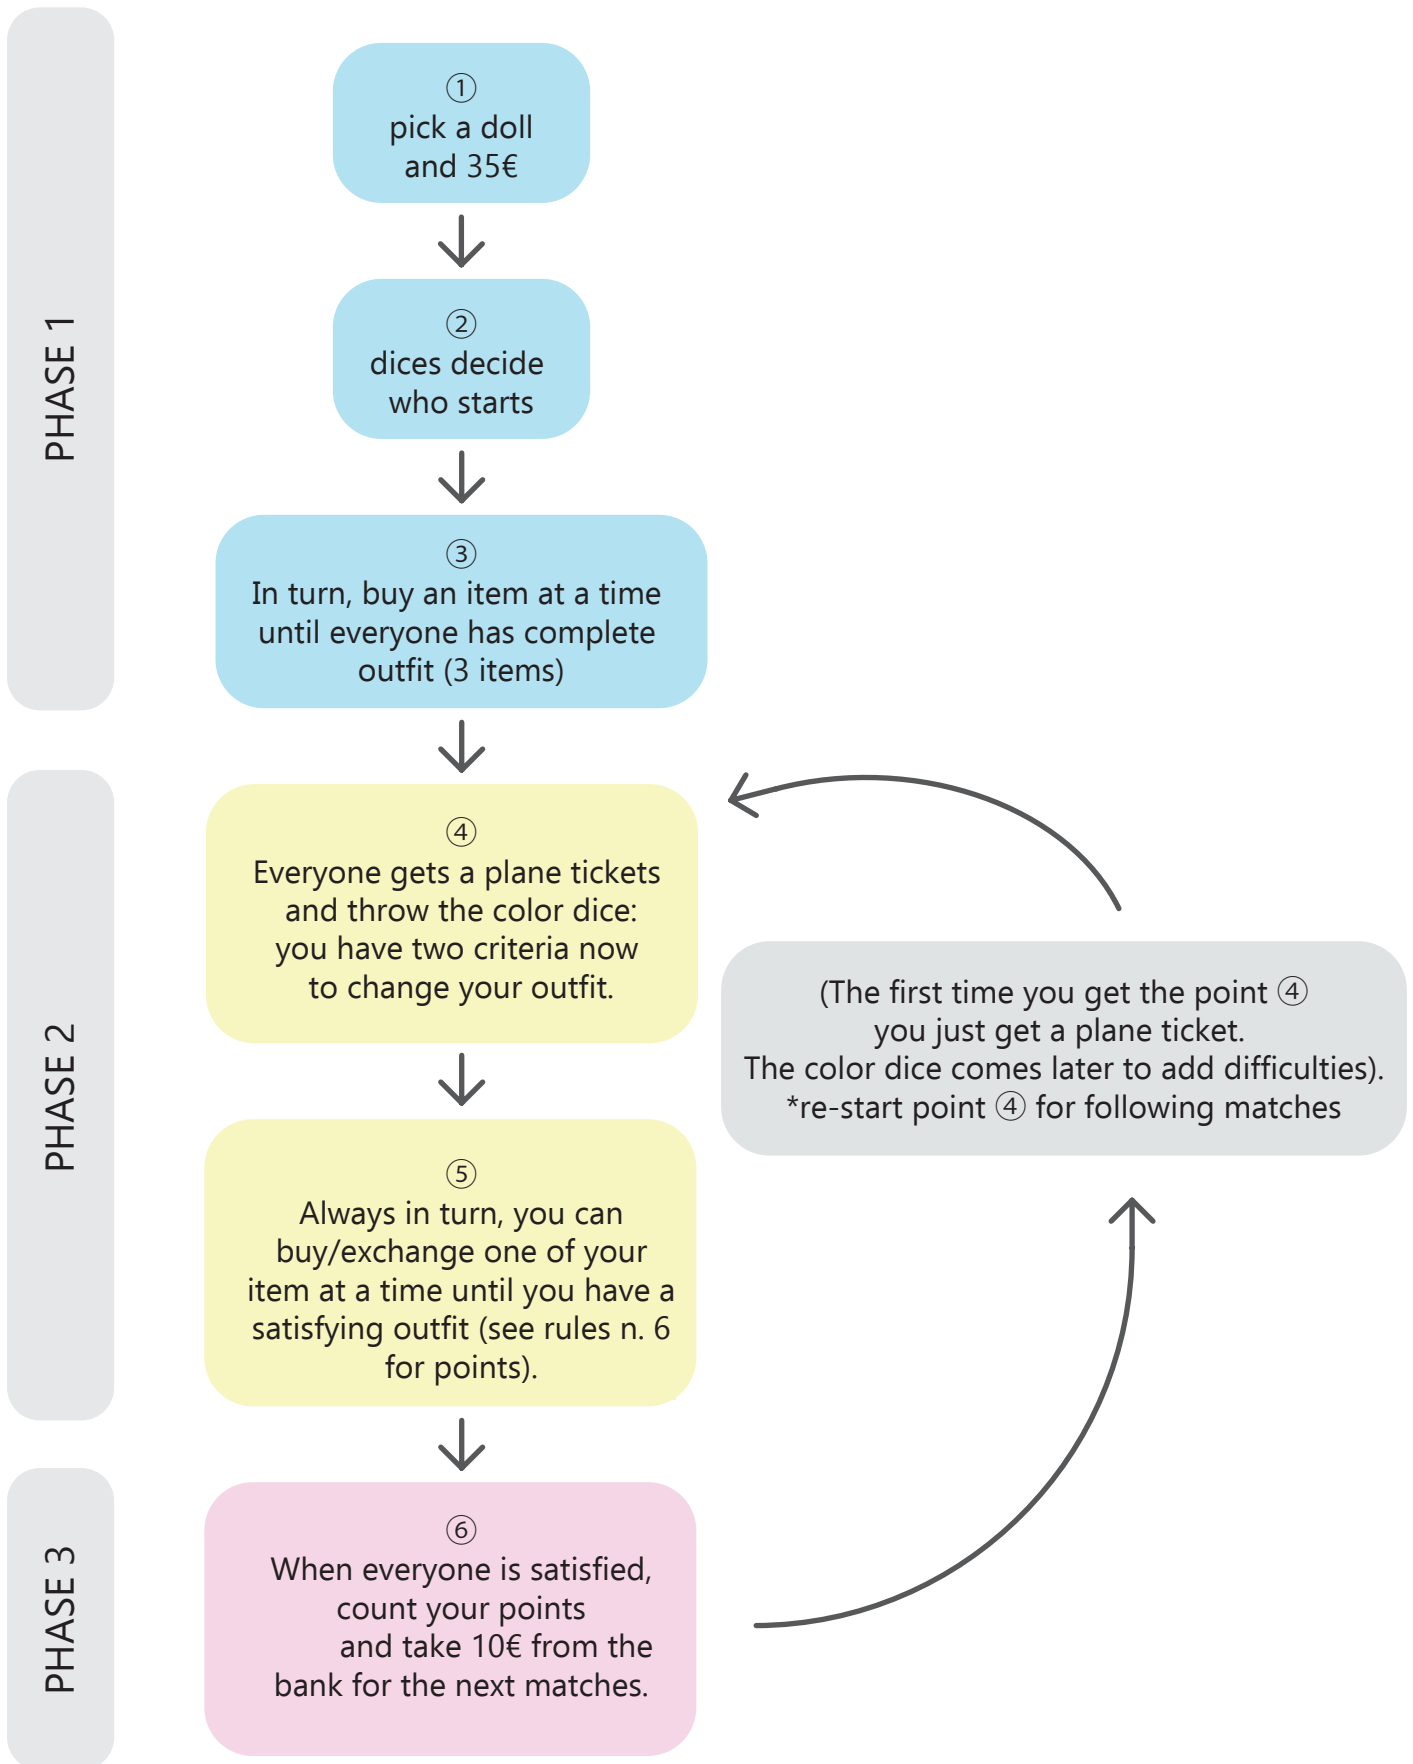 PHASE 1
①
pick a doll
and 35€
②
dices decide
who starts
③
In turn, buy an item at a time
until everyone has complete
outfit (3 items)
PHASE 2
④
Everyone gets a plane tickets
and throw the color dice:
you have two criteria now
to change your outfit.
(The first time you get the point ④
you just get a plane ticket.
The color dice comes later to add difficulties).
*re-start point ④ for following matches
⑤
Always in turn, you can
buy/exchange one of your
item at a time until you have a
satisfying outfit (see rules n. 6
for points).
PHASE 3
⑥
When everyone is satisfied,
count your points
and take 10€ from the
bank for the next matches.